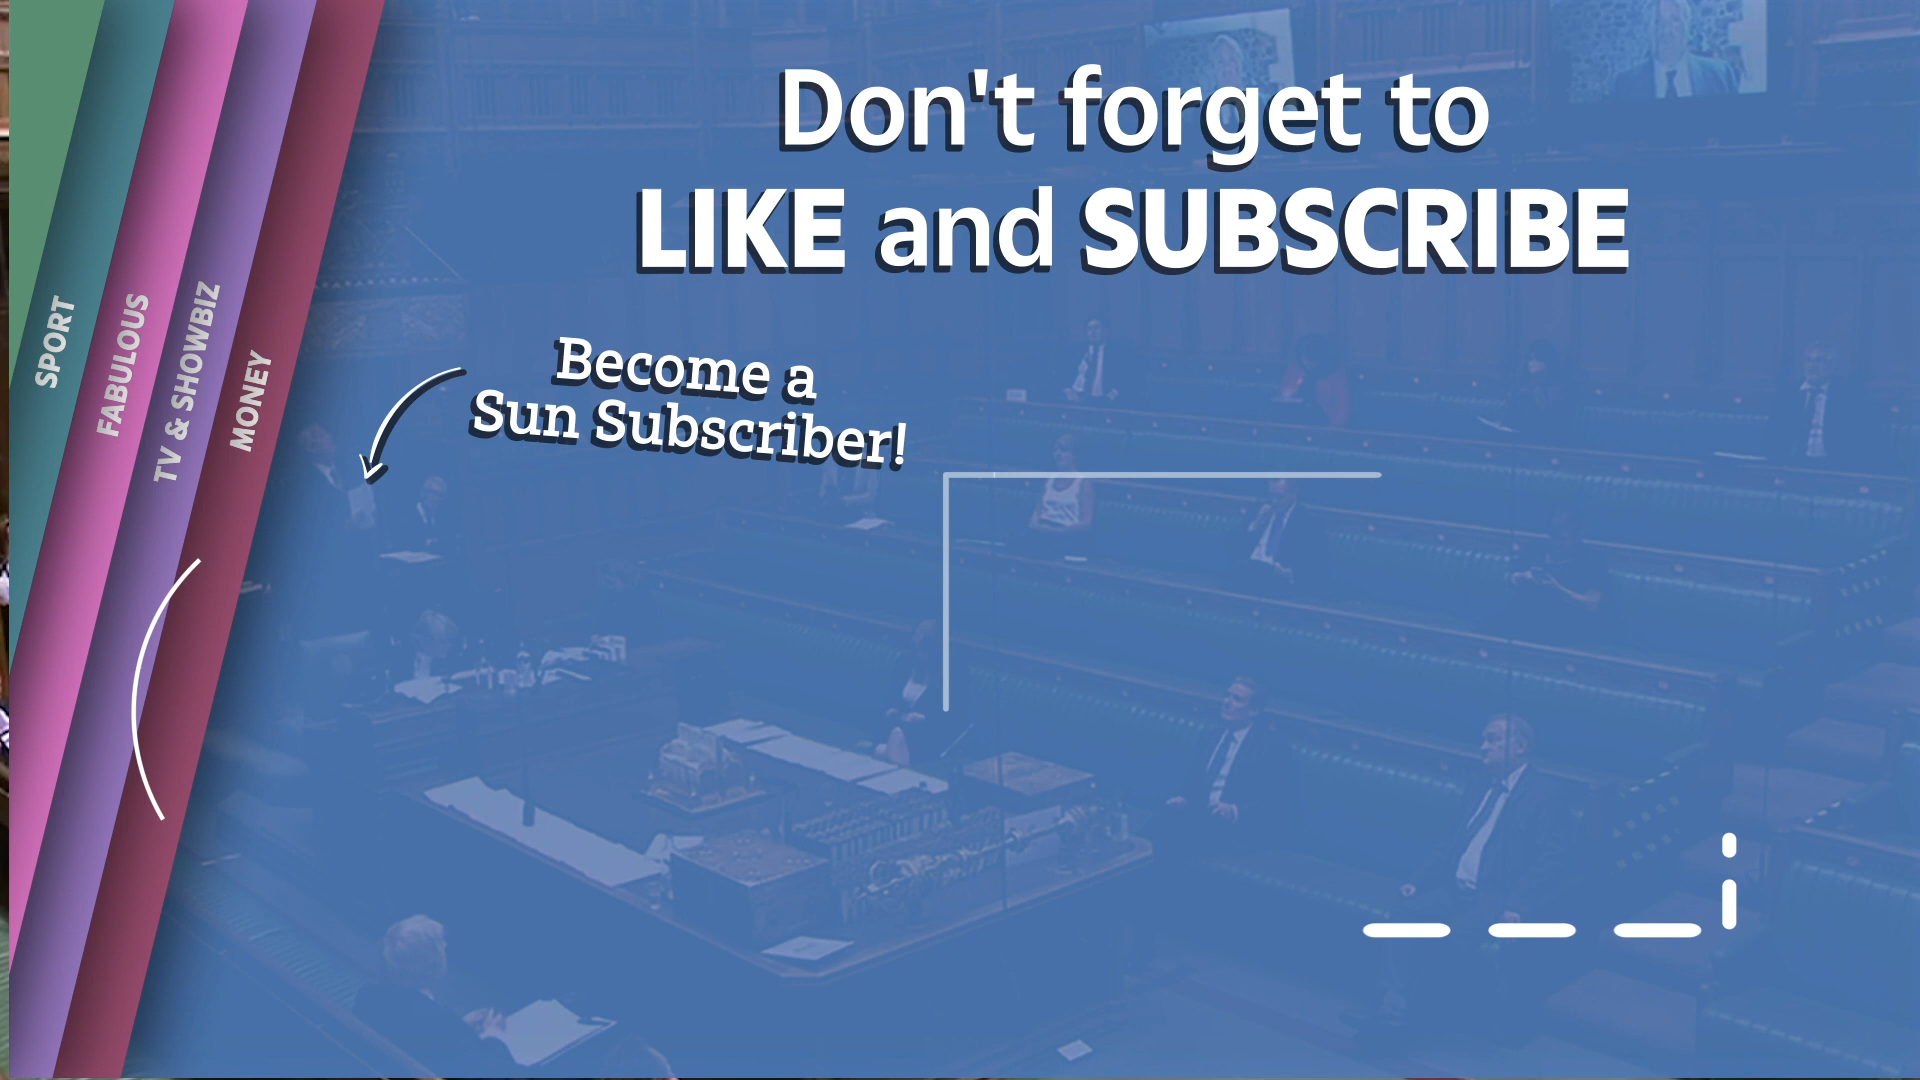 Don't forget to
LIKE and SUBSCRIBE
Become a
Sun Subscriber!
SPORT
FABULOUS
TV & SHOWBIZ
MONEY